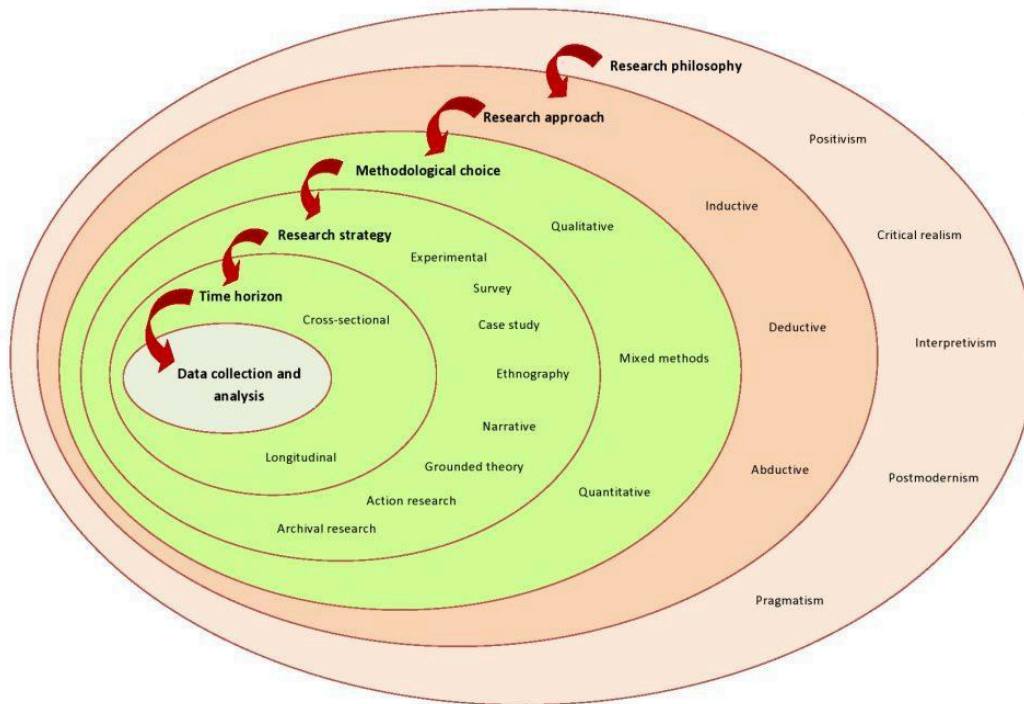 Research philosophy
Research approach
Positivism
Methodological choice
Inductive
Qualitative
Research strategy
Critical realism
Experimental
Survey
Time horizon
Cross-sectional
Case study
Deductive
Interpretivism
Mixed methods
Data collection and
analysis
Ethnography
Narrative
Longitudinal
Grounded theory
Abductive
Postmodernism
Quantitative
Action research
Archival research
Pragmatism